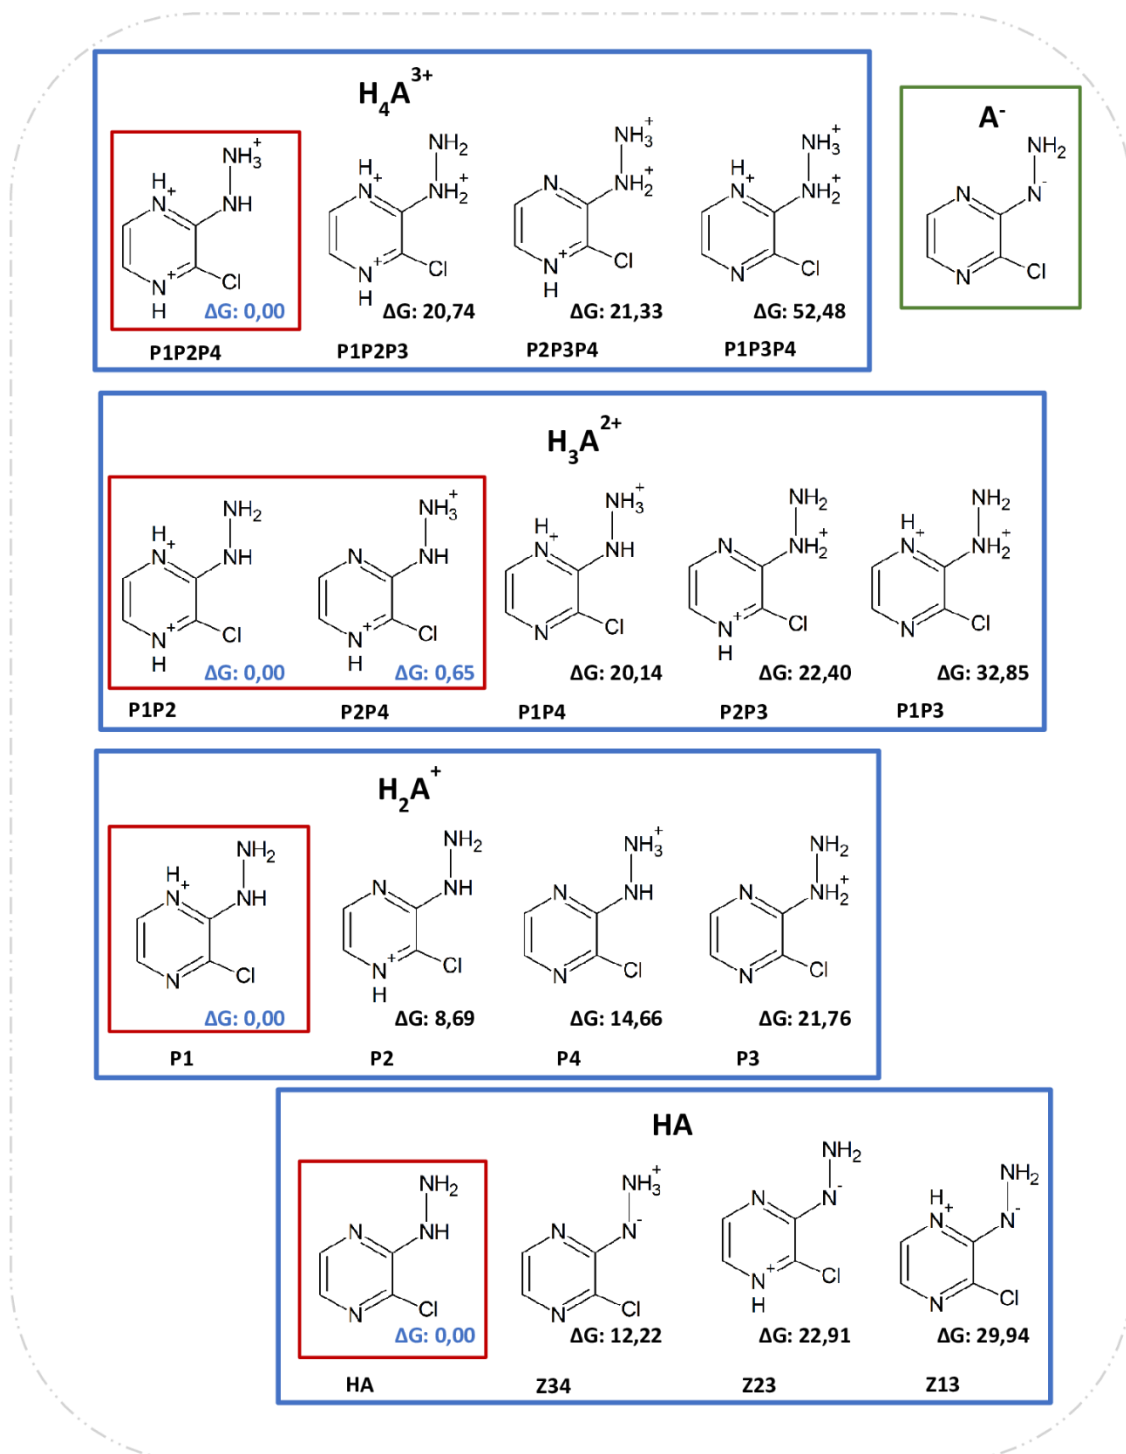 H4A3+
A-
H
N+
NH3+
NH
N+
H
Cl
ΔG: 0,00
P1P2P4
H
N+
NH2
NH2+
N+
H
Cl
ΔG: 20,74
P1P2P3
N
NH3+
NH2+
N+
H
Cl
ΔG: 21,33
P2P3P4
H
N+
NH3+
NH2+
N
Cl
ΔG: 52,48
P1P3P4
NH2
N
N-
N
Cl
H3A2+
H
N+
NH2
NH
N+
H
Cl
ΔG: 0,00
P1P2
N
NH3+
NH
N+
H
Cl
ΔG: 0,65
P2P4
H
N+
NH3+
NH
N
Cl
ΔG: 20,14
P1P4
N
NH2
NH2+
N+
H
Cl
ΔG: 22,40
P2P3
H
N+
NH2
NH2+
N
Cl
ΔG: 32,85
P1P3
H2A+
H
N+
NH2
NH
N
Cl
ΔG: 0,00
P1
N
NH2
NH
N+
H
Cl
ΔG: 8,69
P2
N
NH3+
NH
N
Cl
ΔG: 14,66
P4
N
NH2
NH2+
N
Cl
ΔG: 21,76
P3
HA
NH2
N
NH
N
Cl
ΔG: 0,00
HA
NH3+
N
N-
N
Cl
ΔG: 12,22
Z34
NH2
N
N-
N+
H
Cl
ΔG: 22,91
Z23
H
N+
NH2
N-
N
Cl
ΔG: 29,94
Z13